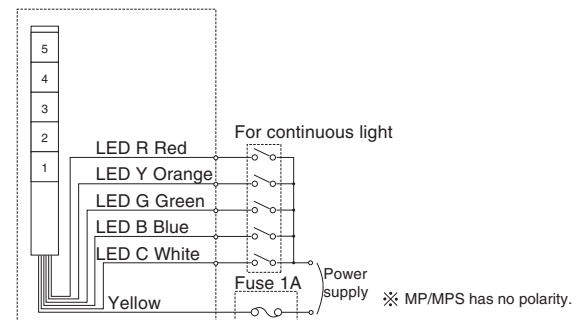 5
4
3
2
1
For continuous light
LED R Red
LED Y Orange
LED G Green
LED B Blue
LED C White
Fuse 1A
Power
supply
※ MP/MPS has no polarity.
Yellow